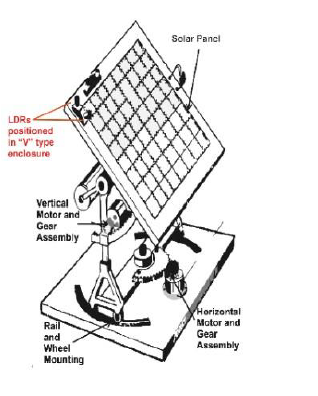 Solar Panel
LDRs
positioned
in "V" type
enclosure
Vertical
Motor and
Gear
Assembly
Horizontal
Motor and
Gear
Assembly
Rail
and
Wheel
Mounting